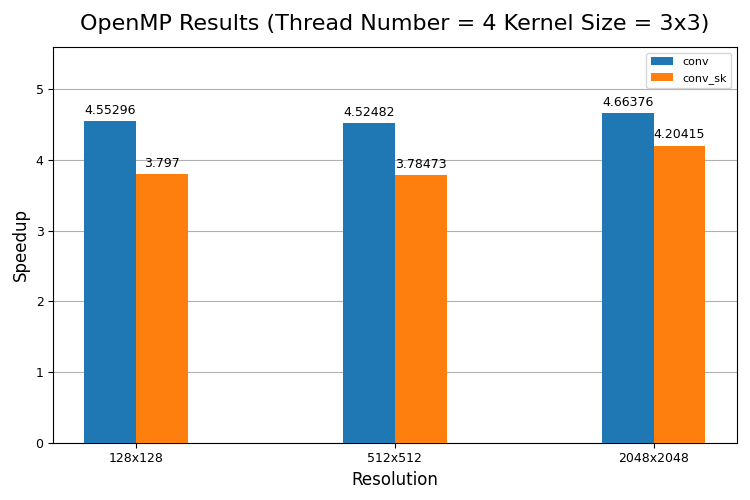 OpenMP Results (Thread Number = 4 Kernel Size = 3x3)
conv
conv_sk
4.55296
3.797
4.52482
3.78473
4.66376
4.20415
5
4
3
2
1
0
Speedup
128x128
512x512
2048x2048
Resolution